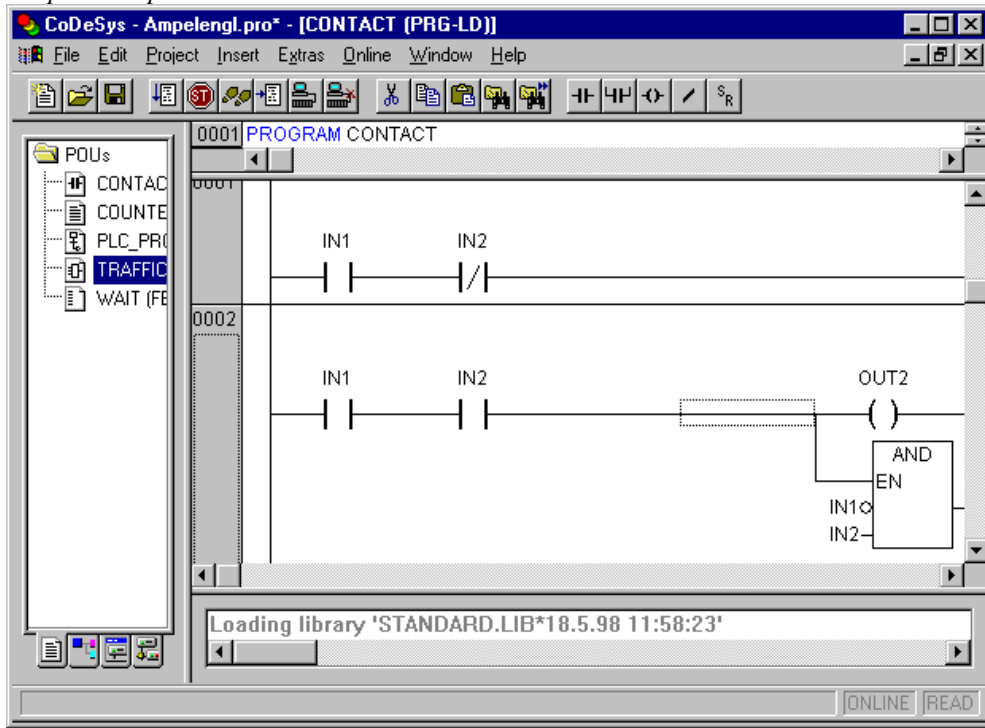 CoDeSys - Ampelengl.pro* - [CONTACT (PRG-LD)]
File Edit Project Insert Extras Online Window Help
STOP
S
R
0001 PROGRAM CONTACT
POUs
CONTAC
COUNTE
PLC_PR
TRAFFIC
WAIT (FE
0001
IN1 IN2
0002
IN1 IN2 OUT2
AND
EN
IN1
IN2
Loading library 'STANDARD.LIB*18.5.98 11:58:23'
ONLINE READ